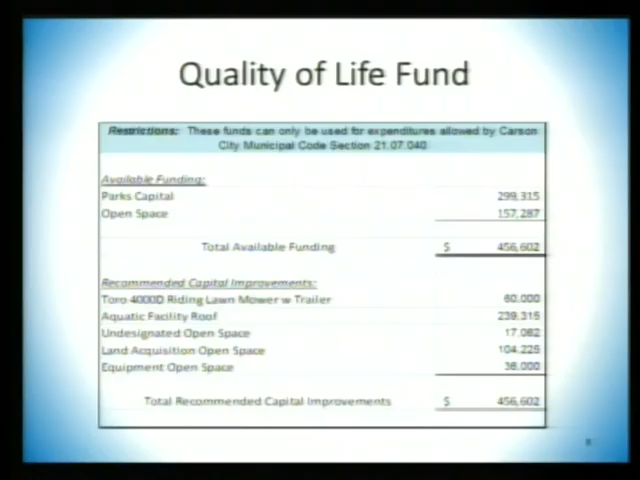 Quality of Life Fund
Restrictions: These funds can only be used for expenditures allowed by Carson
City Municipal Code Section 21.07.040
Available Funding:
Parks Capital 299,315
Open Space 157,287
Total Available Funding $ 456,602
Recommended Capital Improvements:
Toro 4000D Riding Lawn Mower w Trailer 60,000
Aquatic Facility Roof 239,315
Undesignated Open Space 17,062
Land Acquisition Open Space 104,225
Equipment Open Space 36,000
Total Recommended Capital Improvements $ 456,602
8